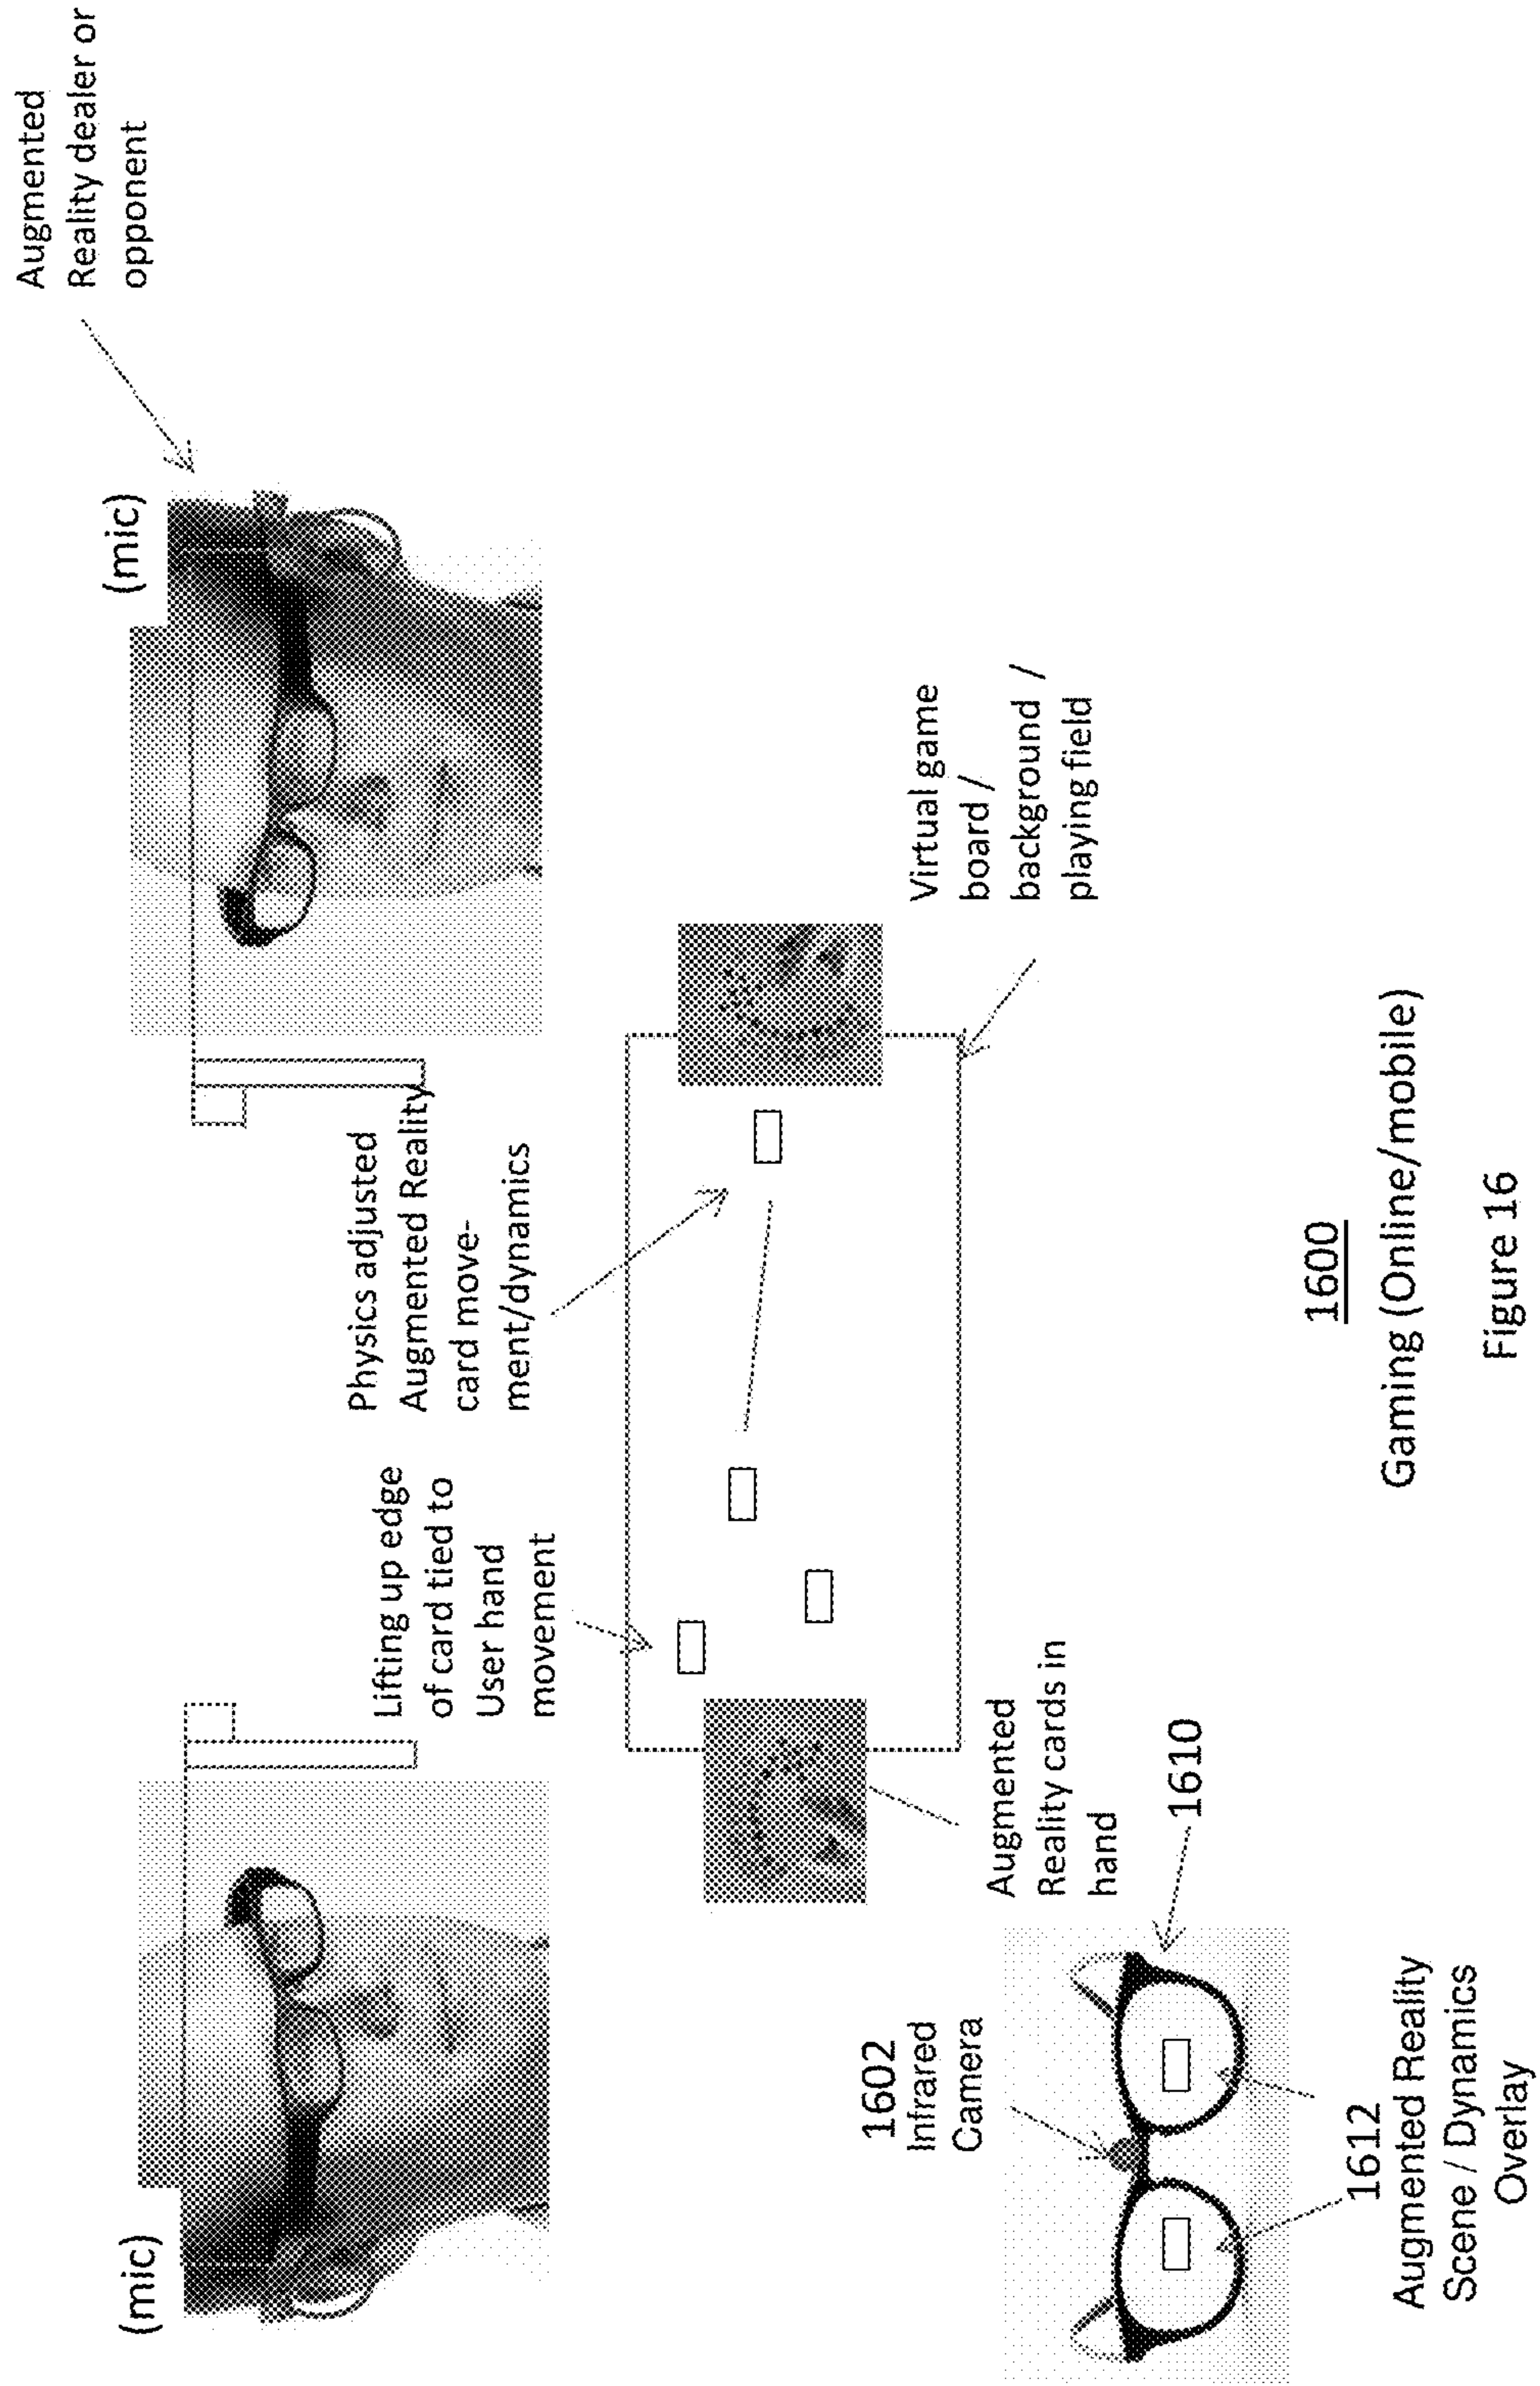 Augmented
Reality dealer or
opponent
(mic)
(mic)
Physics adjusted
Augmented Reality
card move-
ment/dynamics
Lifting up edge
of card tied to
User hand
movement
Virtual game
board /
background /
playing field
Augmented
Reality cards in
hand
1602
Infrared
Camera
1610
1612
Augmented Reality
Scene / Dynamics
Overlay
1600
Gaming (Online/mobile)
Figure 16